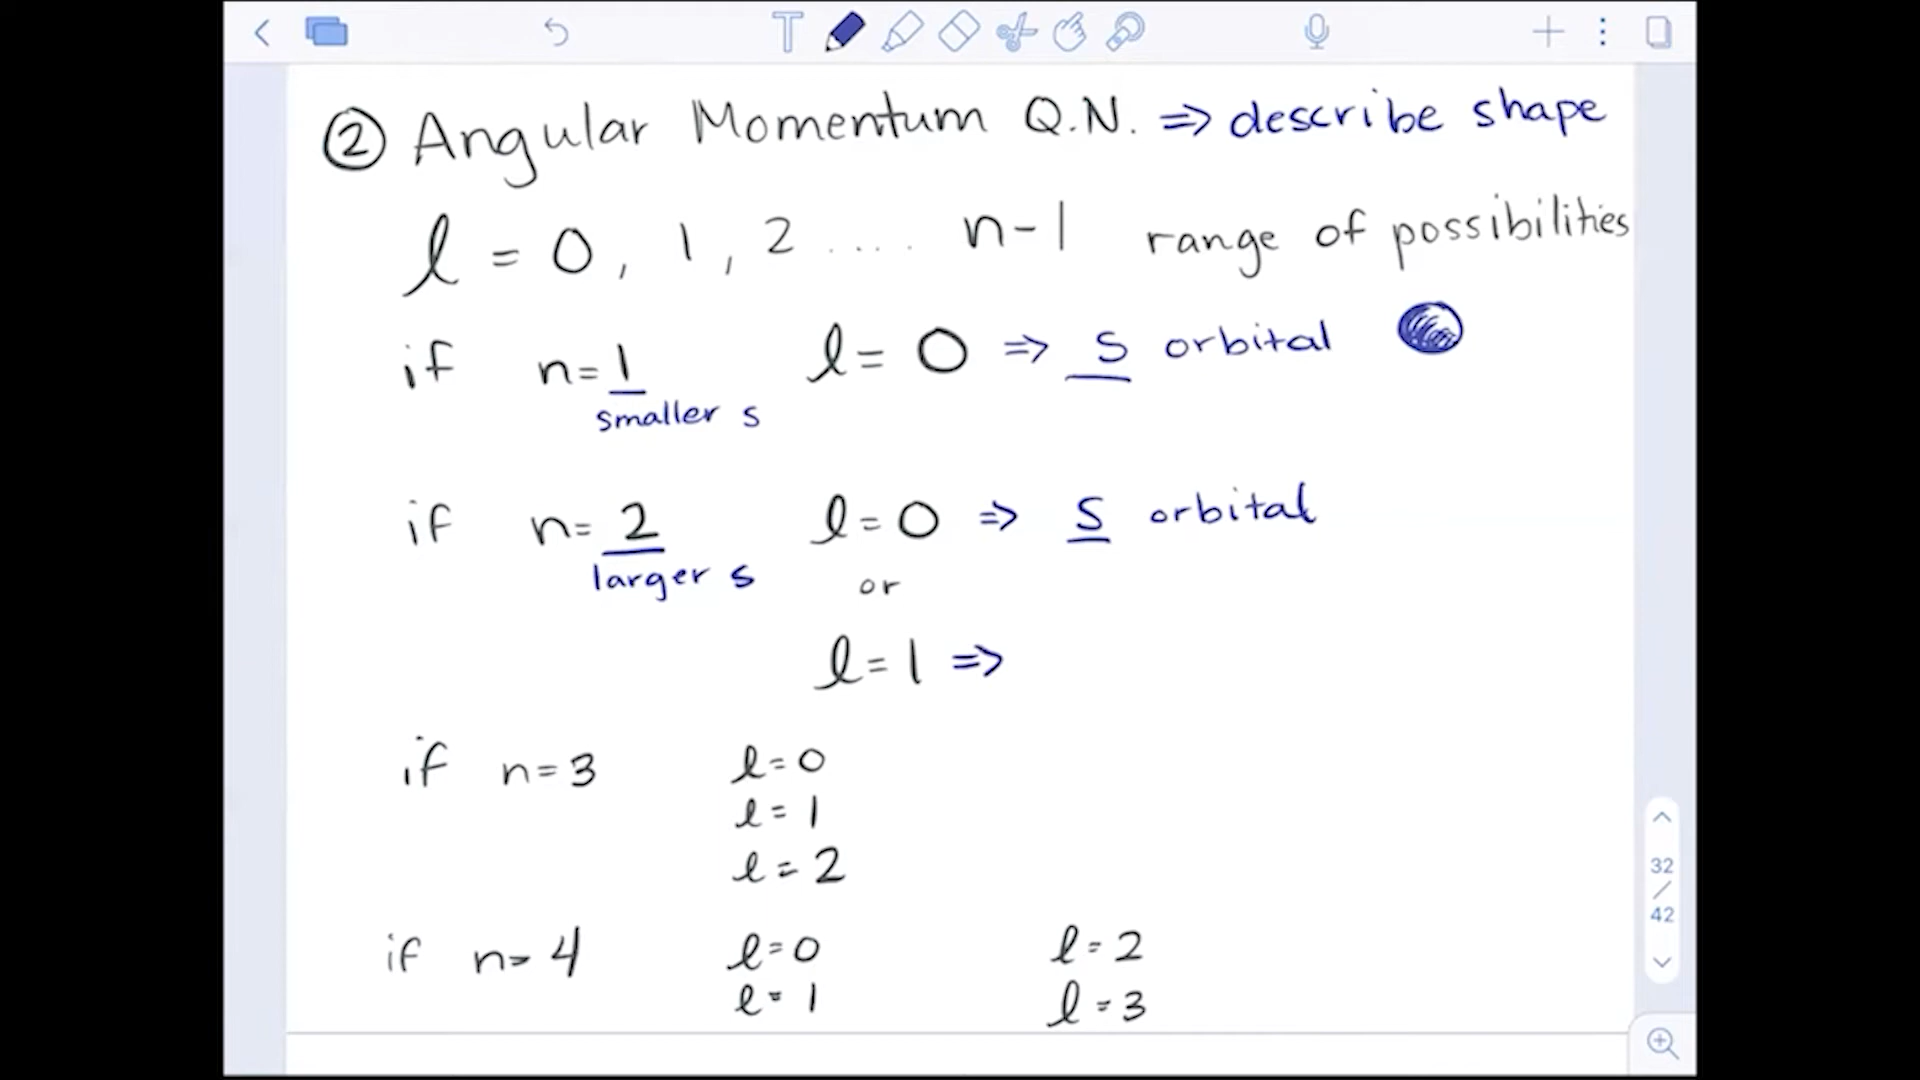 ② Angular Momentum Q.N. => describe shape
l = 0, 1, 2 .... n-1 range of possibilities
if n=1 l=0 => s orbital
smaller s
if n=2 l=0 => s orbital
larger s or
l=1 =>
if n=3 l=0
l=1
l=2
if n=4 l=0 l=2
l=1 l=3
32
/
42